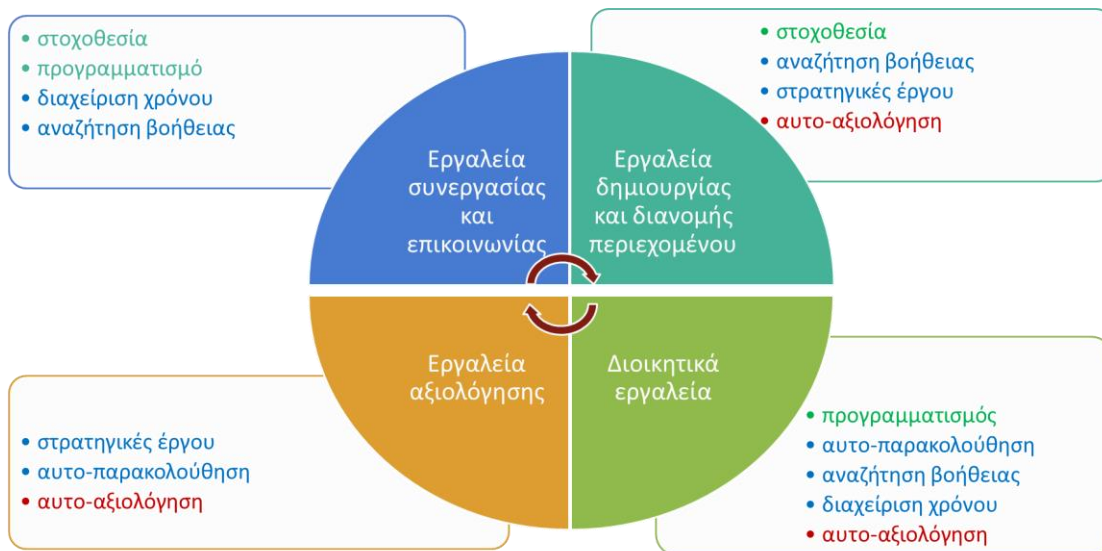 • στοχοθεσία
• προγραμματισμό
• διαχείριση χρόνου
• αναζήτηση βοήθειας
• στοχοθεσία
• αναζήτηση βοήθειας
• στρατηγικές έργου
• αυτο-αξιολόγηση
Εργαλεία
συνεργασίας
και
επικοινωνίας
Εργαλεία
δημιουργίας
και διανομής
περιεχομένου
Εργαλεία
αξιολόγησης
Διοικητικά
εργαλεία
• στρατηγικές έργου
• αυτο-παρακολούθηση
• αυτο-αξιολόγηση
• προγραμματισμός
• αυτο-παρακολούθηση
• αναζήτηση βοήθειας
• διαχείριση χρόνου
• αυτο-αξιολόγηση